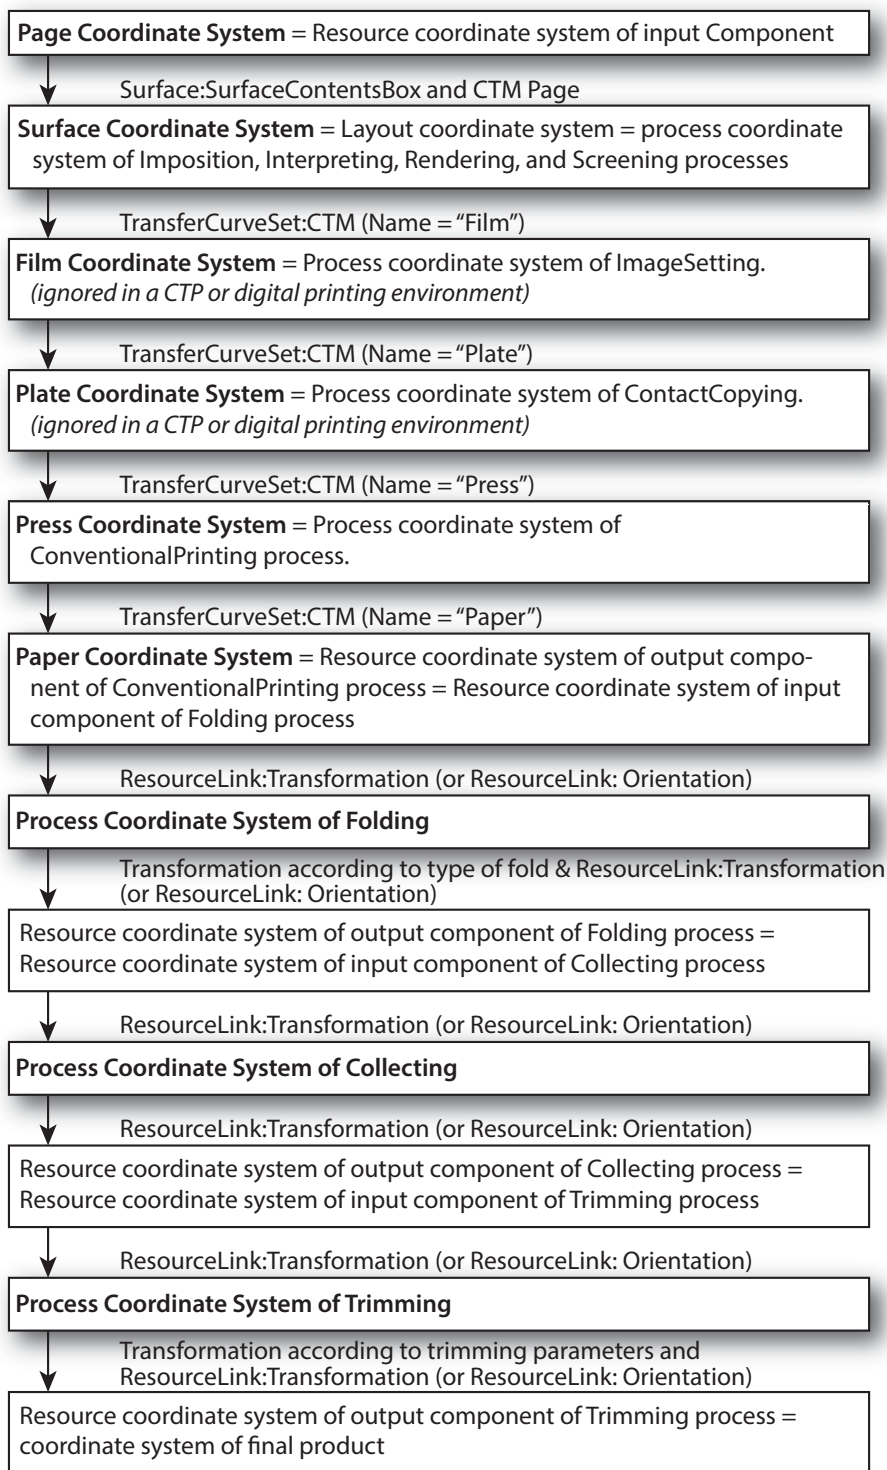 Page Coordinate System = Resource coordinate system of input Component
Surface:SurfaceContentsBox and CTM Page
Surface Coordinate System = Layout coordinate system = process coordinate
system of Imposition, Interpreting, Rendering, and Screening processes
TransferCurveSet:CTM (Name = “Film”)
Film Coordinate System = Process coordinate system of ImageSetting.
(ignored in a CTP or digital printing environment)
TransferCurveSet:CTM (Name = “Plate”)
Plate Coordinate System = Process coordinate system of ContactCopying.
(ignored in a CTP or digital printing environment)
TransferCurveSet:CTM (Name = “Press”)
Press Coordinate System = Process coordinate system of
ConventionalPrinting process.
TransferCurveSet:CTM (Name = “Paper”)
Paper Coordinate System = Resource coordinate system of output compo-
nent of ConventionalPrinting process = Resource coordinate system of input
component of Folding process
ResourceLink:Transformation (or ResourceLink: Orientation)
Process Coordinate System of Folding
Transformation according to type of fold & ResourceLink:Transformation
(or ResourceLink: Orientation)
Resource coordinate system of output component of Folding process =
Resource coordinate system of input component of Collecting process
ResourceLink:Transformation (or ResourceLink: Orientation)
Process Coordinate System of Collecting
ResourceLink:Transformation (or ResourceLink: Orientation)
Resource coordinate system of output component of Collecting process =
Resource coordinate system of input component of Trimming process
ResourceLink:Transformation (or ResourceLink: Orientation)
Process Coordinate System of Trimming
Transformation according to trimming parameters and
ResourceLink:Transformation (or ResourceLink: Orientation)
Resource coordinate system of output component of Trimming process =
coordinate system of final product